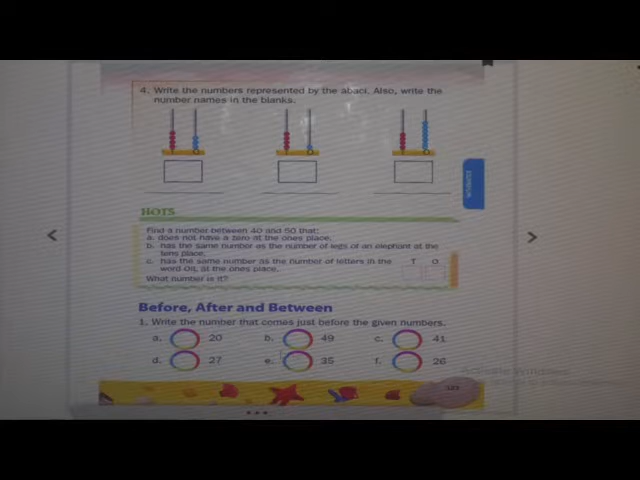 4. Write the numbers represented by the abaci. Also, write the
number names in the blanks.
HOTS
Find a number between 40 and 50 that:
a. does not have a zero at the ones place.
b. has the same number as the number of legs of an elephant at the
tens place.
c. has the same number as the number of letters in the
word OIL at the ones place.
T O
What number is it?
Before, After and Between
1. Write the number that comes just before the given numbers.
a. 20 b. 49 c. 41
d. 27 e. 35 f. 26
Activate Windows